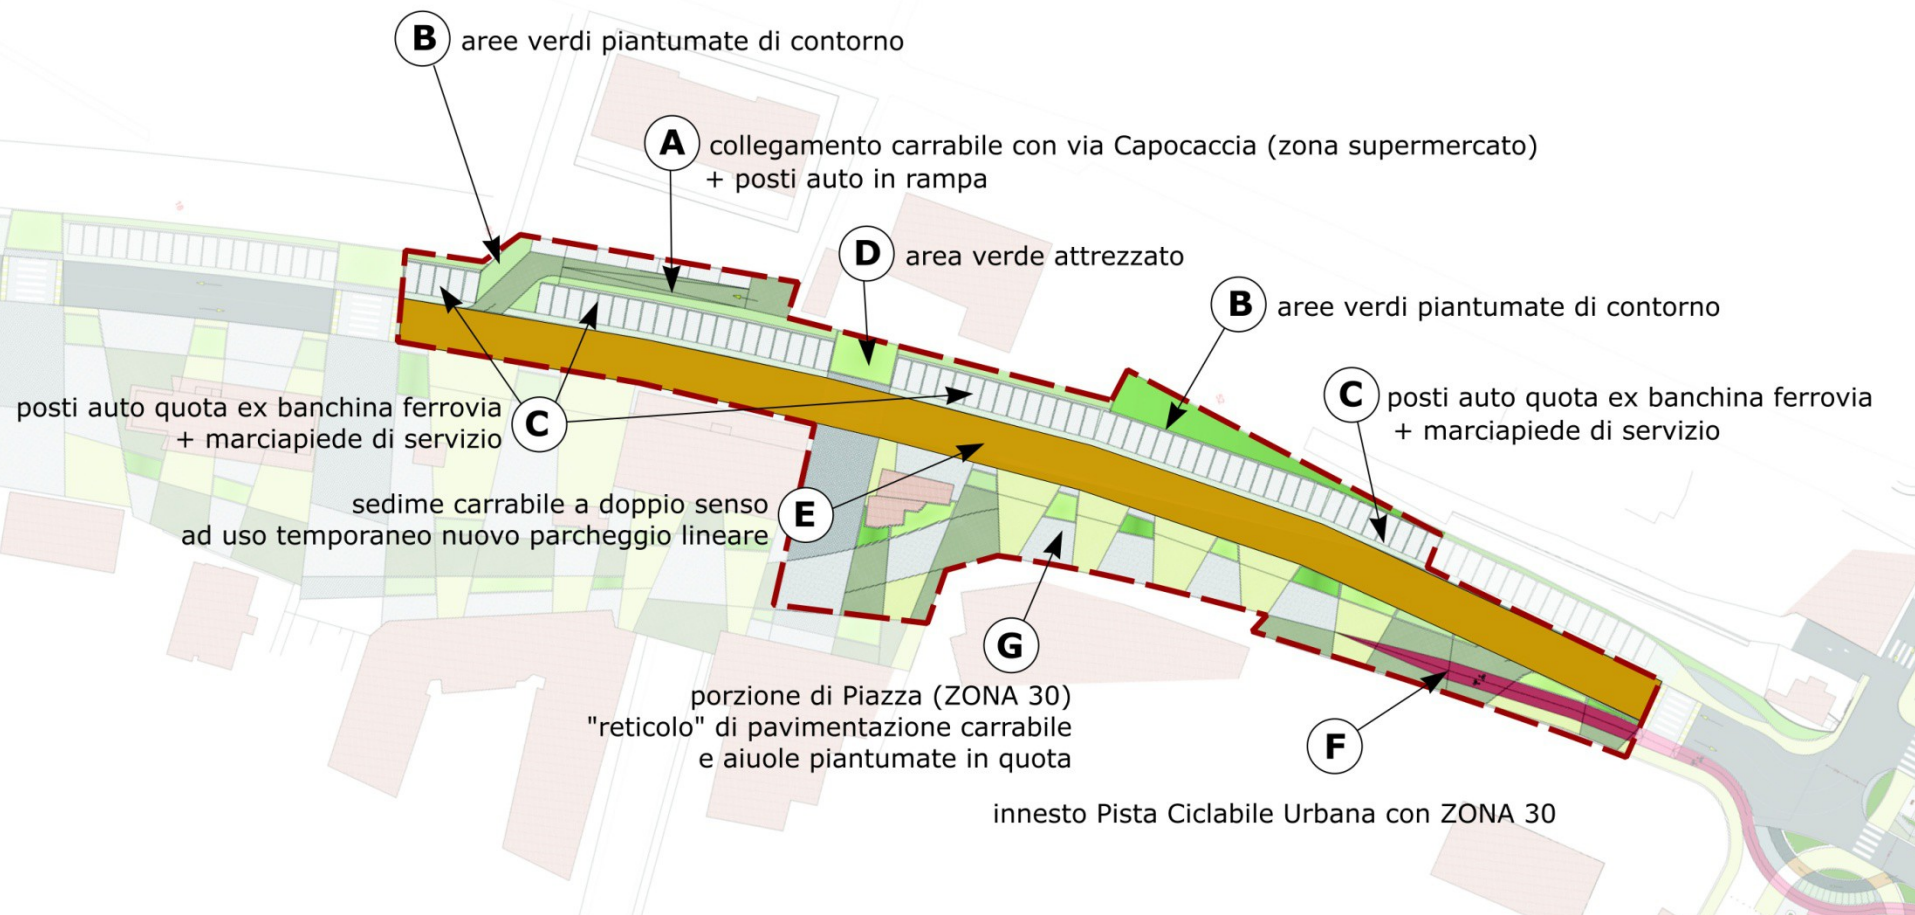 B aree verdi piantumate di contorno
A collegamento carrabile con via Capocaccia (zona supermercato)
+ posti auto in rampa
D area verde attrezzato
B aree verdi piantumate di contorno
C posti auto quota ex banchina ferrovia
+ marciapiede di servizio
posti auto quota ex banchina ferrovia
+ marciapiede di servizio C
sedime carrabile a doppio senso
ad uso temporaneo nuovo parcheggio lineare E
G
porzione di Piazza (ZONA 30)
"reticolo" di pavimentazione carrabile
e aiuole piantumate in quota
F
innesto Pista Ciclabile Urbana con ZONA 30